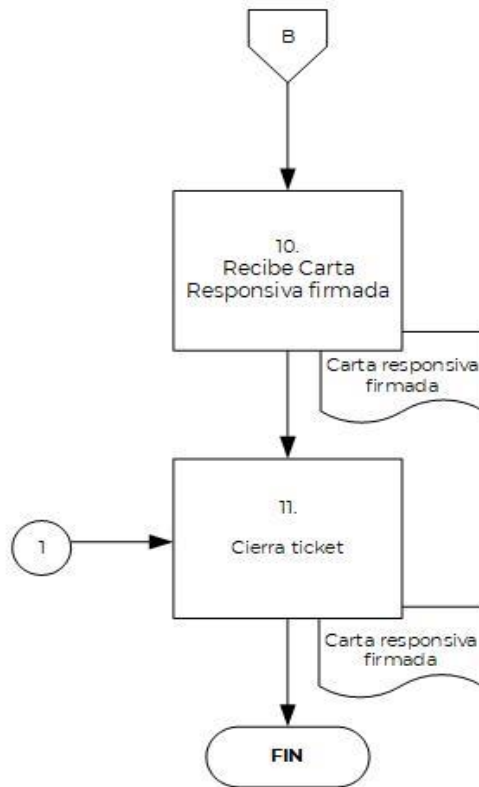 B
10.
Recibe Carta
Responsiva firmada
Carta responsiva
firmada
11.
1
Cierra ticket
Carta responsiva
firmada
FIN